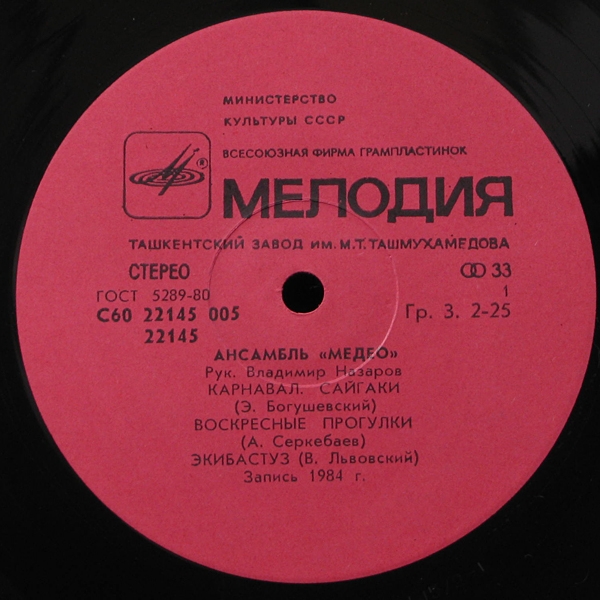 МИНИСТЕРСТВО
КУЛЬТУРЫ СССР
ВСЕСОЮЗНАЯ ФИРМА ГРАМПЛАСТИНОК
®
МЕЛОДИЯ
ТАШКЕНТСКИЙ ЗАВОД ИМ. М. Т. ТАШМУХАМЕДОВА
СТЕРЕО 33
ГОСТ 5289-80 1
С60 22145 005 Гр. 3. 2-25
22145
АНСАМБЛЬ «МЕДЕО»
Рук. Владимир Назаров
КАРНАВАЛ. САЙГАКИ
(Э. Богушевский)
ВОСКРЕСНЫЕ ПРОГУЛКИ
(А. Серкебаев)
ЭКИБАСТУЗ (В. Львовский)
Запись 1984 г.